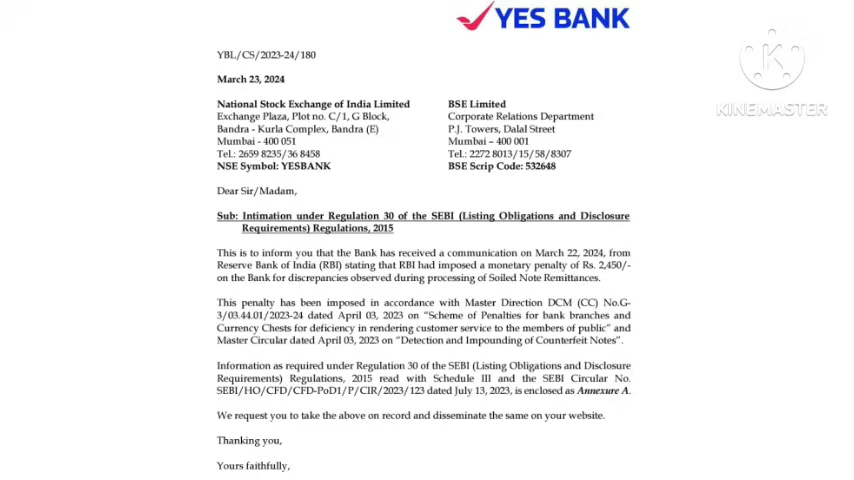 YES BANK
YBL/CS/2023-24/180
March 23, 2024
National Stock Exchange of India Limited
Exchange Plaza, Plot no. C/1, G Block,
Bandra - Kurla Complex, Bandra (E)
Mumbai - 400 051
Tel.: 2659 8235/36 8458
NSE Symbol: YESBANK
BSE Limited
Corporate Relations Department
P.J. Towers, Dalal Street
Mumbai – 400 001
Tel.: 2272 8013/15/58/8307
BSE Scrip Code: 532648
Dear Sir/Madam,
Sub: Intimation under Regulation 30 of the SEBI (Listing Obligations and Disclosure
Requirements) Regulations, 2015
This is to inform you that the Bank has received a communication on March 22, 2024, from
Reserve Bank of India (RBI) stating that RBI had imposed a monetary penalty of Rs. 2,450/-
on the Bank for discrepancies observed during processing of Soiled Note Remittances.
This penalty has been imposed in accordance with Master Direction DCM (CC) No.G-
3/03.44.01/2023-24 dated April 03, 2023 on “Scheme of Penalties for bank branches and
Currency Chests for deficiency in rendering customer service to the members of public” and
Master Circular dated April 03, 2023 on “Detection and Impounding of Counterfeit Notes”.
Information as required under Regulation 30 of the SEBI (Listing Obligations and Disclosure
Requirements) Regulations, 2015 read with Schedule III and the SEBI Circular No.
SEBI/HO/CFD/CFD-PoD1/P/CIR/2023/123 dated July 13, 2023, is enclosed as Annexure A.
We request you to take the above on record and disseminate the same on your website.
Thanking you,
Yours faithfully,
K
KINEMASTER